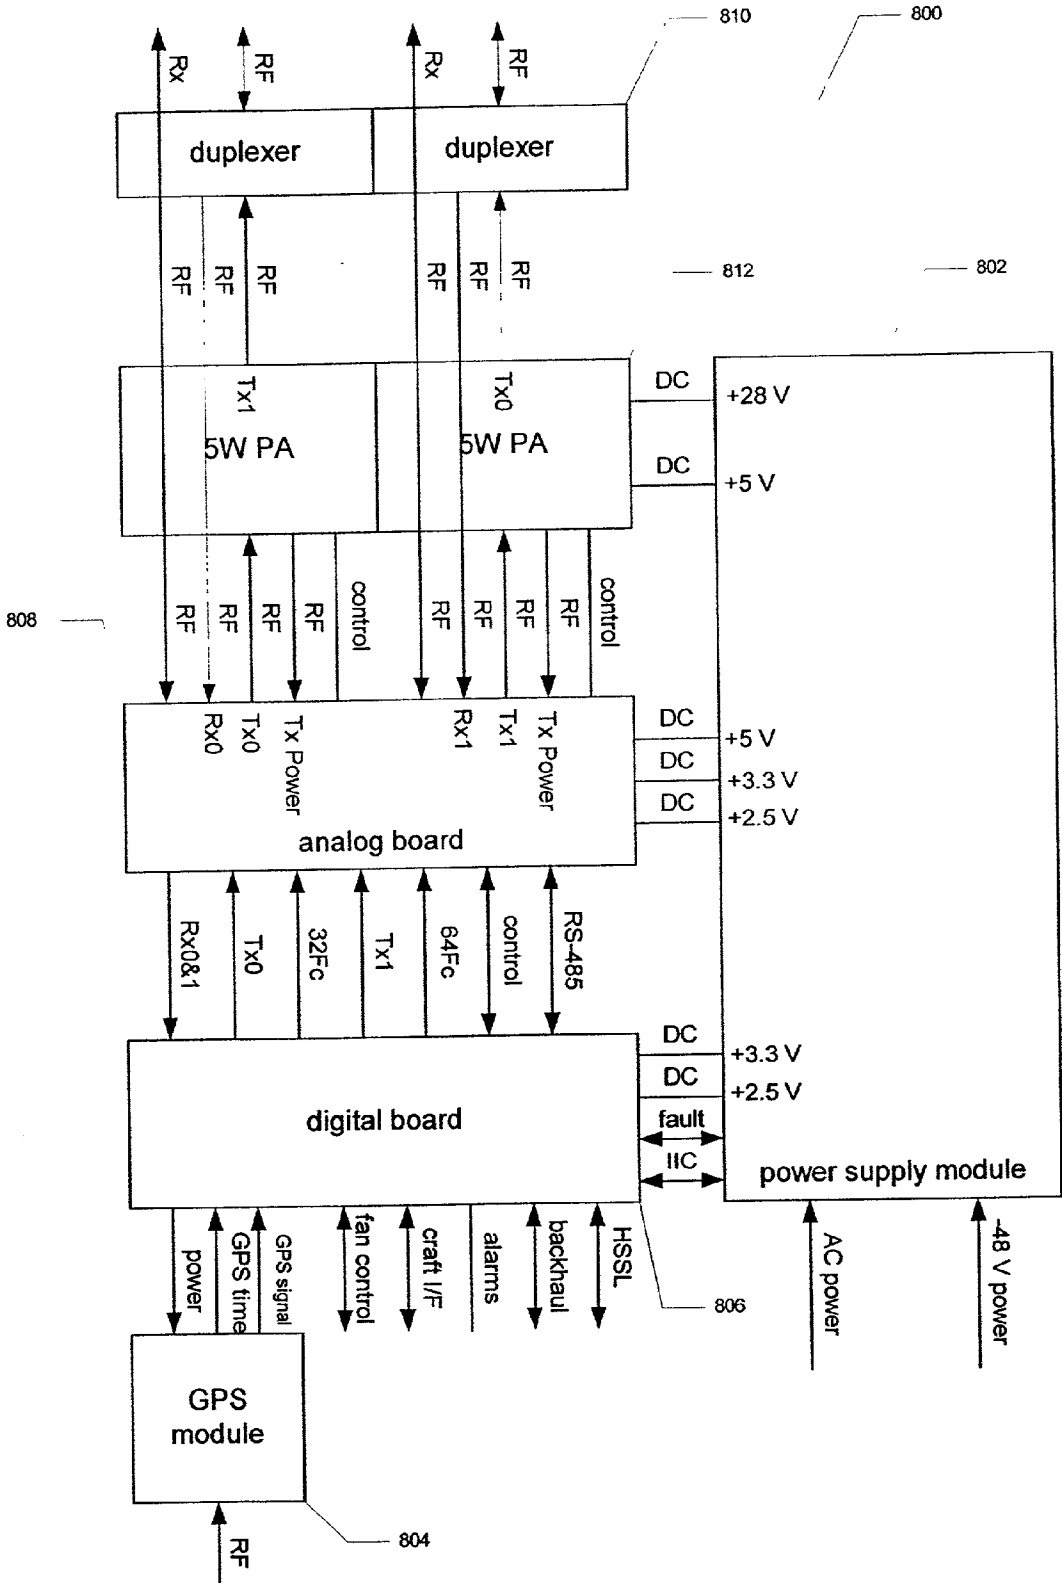 810
800
Rx
RF
Rx
RF
duplexer
duplexer
RF
RF
RF
RF
RF
RF
812
802
Tx1
Tx0
5W PA
5W PA
DC
+28 V
DC
+5 V
808
RF
RF
RF
RF
control
RF
RF
RF
RF
control
Rx0
Tx0
Tx Power
Rx1
Tx1
Tx Power
analog board
DC
+5 V
DC
+3.3 V
DC
+2.5 V
Rx0&1
Tx0
32Fc
Tx1
64Fc
control
RS-485
digital board
DC
+3.3 V
DC
+2.5 V
fault
IIC
power supply module
power
GPS time
GPS signal
fan control
craft I/F
alarms
backhaul
HSSL
806
AC power
-48 V power
GPS
module
804
RF